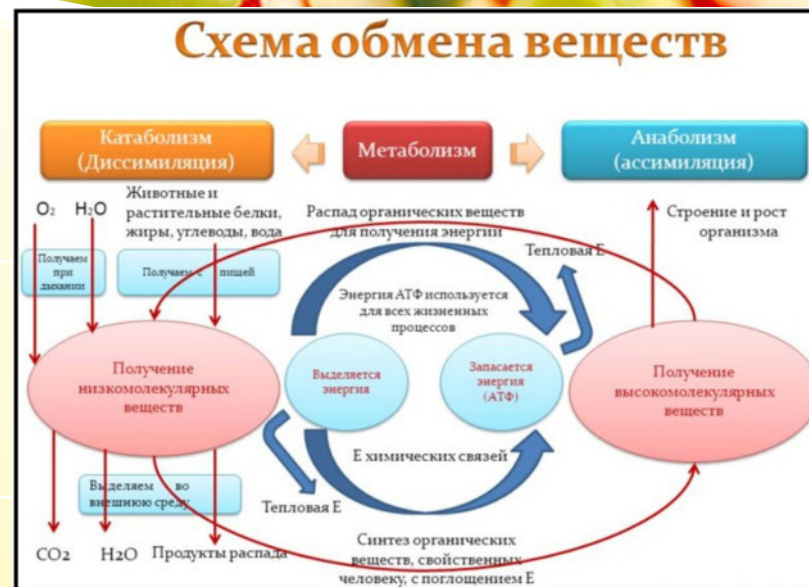 Схема обмена веществ
Катаболизм
(Диссимиляция)
Метаболизм
Анаболизм
(ассимиляция)
O₂ H₂O
Животные и
растительные белки,
жиры, углеводы, вода
Распад органических веществ
для получения энергии
Строение и рост
организма
Тепловая Е
Получаем
при
дыхании
Получаем с пищей
Энергия АТФ используется
для всех жизненных
процессов
Получение
низкомолекулярных
веществ
Выделяется
энергия
Запасается
энергия
(АТФ)
Получение
высокомолекулярных
веществ
Е химических связей
Выделяем во
внешнюю среду
Тепловая Е
CO2 H2O Продукты распада
Синтез органических
веществ, свойственных
человеку, с поглощением Е